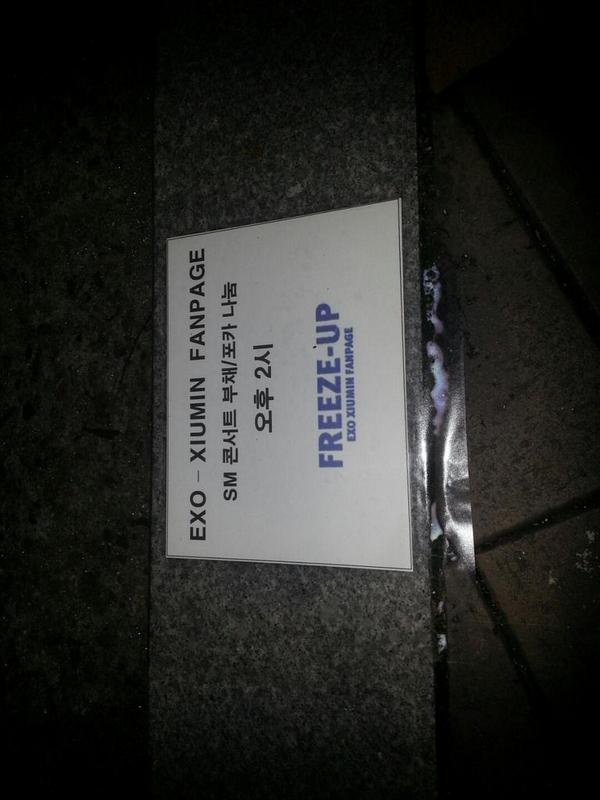 EXO - XIUMIN FANPAGE
SM 콘서트 부채/포카 나눔
오후 2시
FREEZE-UP
EXO XIUMIN FANPAGE